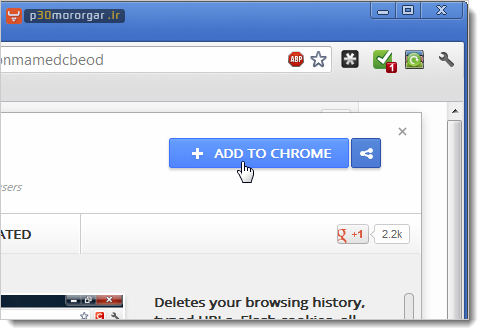 p30mororgar .ir
onmamedcbeod
ABP
1
ADD TO CHROME
sers
ATED
g +1
2.2k
Deletes your browsing history,
typed URLs, Flash cookies, all